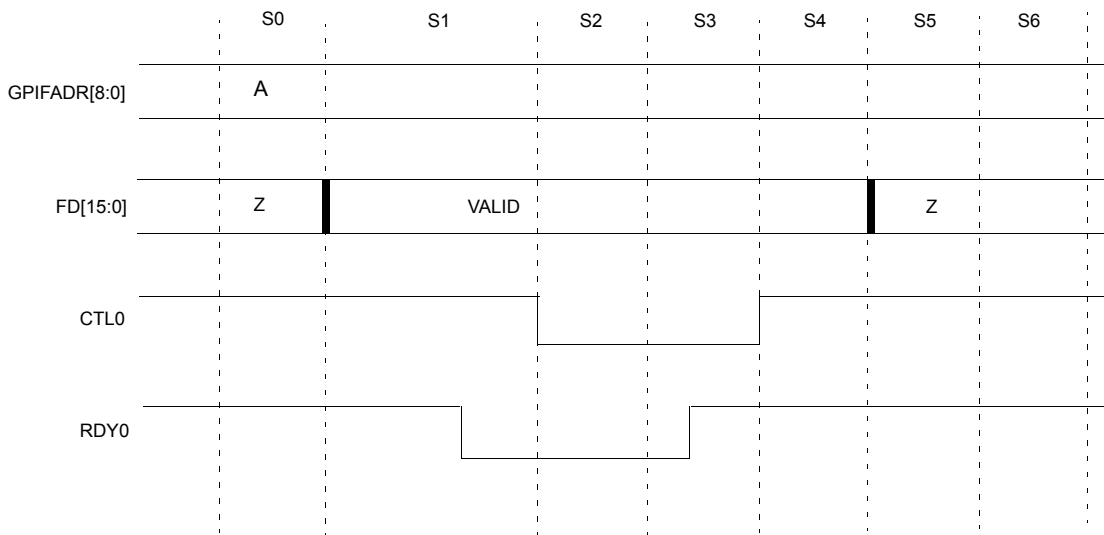 S0 S1 S2 S3 S4 S5 S6
GPIFADR[8:0] A
FD[15:0] Z VALID Z
CTL0
RDY0